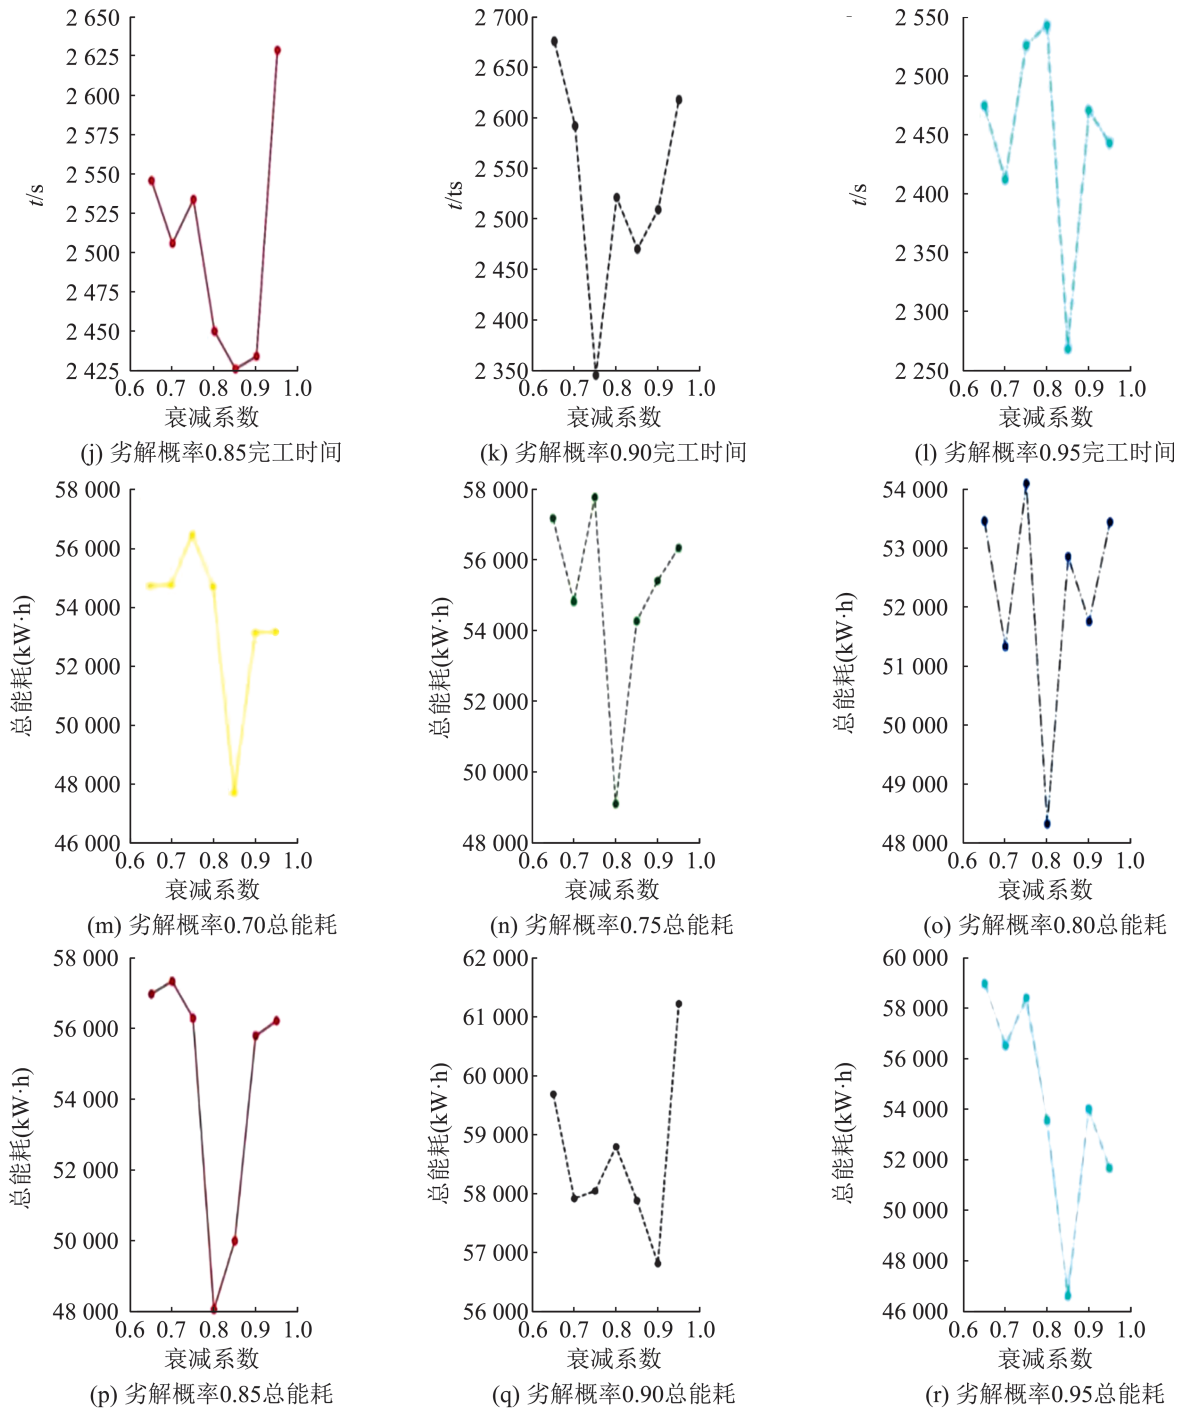 2 650
2 625
2 600
2 575
2 550
2 525
2 500
2 475
2 450
2 425
t/s
0.6 0.7 0.8 0.9 1.0
衰减系数
(j) 劣解概率0.85完工时间
2 700
2 650
2 600
2 550
2 500
2 450
2 400
2 350
t/ts
0.6 0.7 0.8 0.9 1.0
衰减系数
(k) 劣解概率0.90完工时间
2 550
2 500
2 450
2 400
2 350
2 300
2 250
t/s
0.6 0.7 0.8 0.9 1.0
衰减系数
(l) 劣解概率0.95完工时间
58 000
56 000
54 000
52 000
50 000
48 000
46 000
总能耗(kW·h)
0.6 0.7 0.8 0.9 1.0
衰减系数
(m) 劣解概率0.70总能耗
58 000
56 000
54 000
52 000
50 000
48 000
总能耗(kW·h)
0.6 0.7 0.8 0.9 1.0
衰减系数
(n) 劣解概率0.75总能耗
54 000
53 000
52 000
51 000
50 000
49 000
48 000
总能耗(kW·h)
0.6 0.7 0.8 0.9 1.0
衰减系数
(o) 劣解概率0.80总能耗
58 000
56 000
54 000
52 000
50 000
48 000
总能耗(kW·h)
0.6 0.7 0.8 0.9 1.0
衰减系数
(p) 劣解概率0.85总能耗
62 000
61 000
60 000
59 000
58 000
57 000
56 000
总能耗(kW·h)
0.6 0.7 0.8 0.9 1.0
衰减系数
(q) 劣解概率0.90总能耗
60 000
58 000
56 000
54 000
52 000
50 000
48 000
46 000
总能耗(kW·h)
0.6 0.7 0.8 0.9 1.0
衰减系数
(r) 劣解概率0.95总能耗